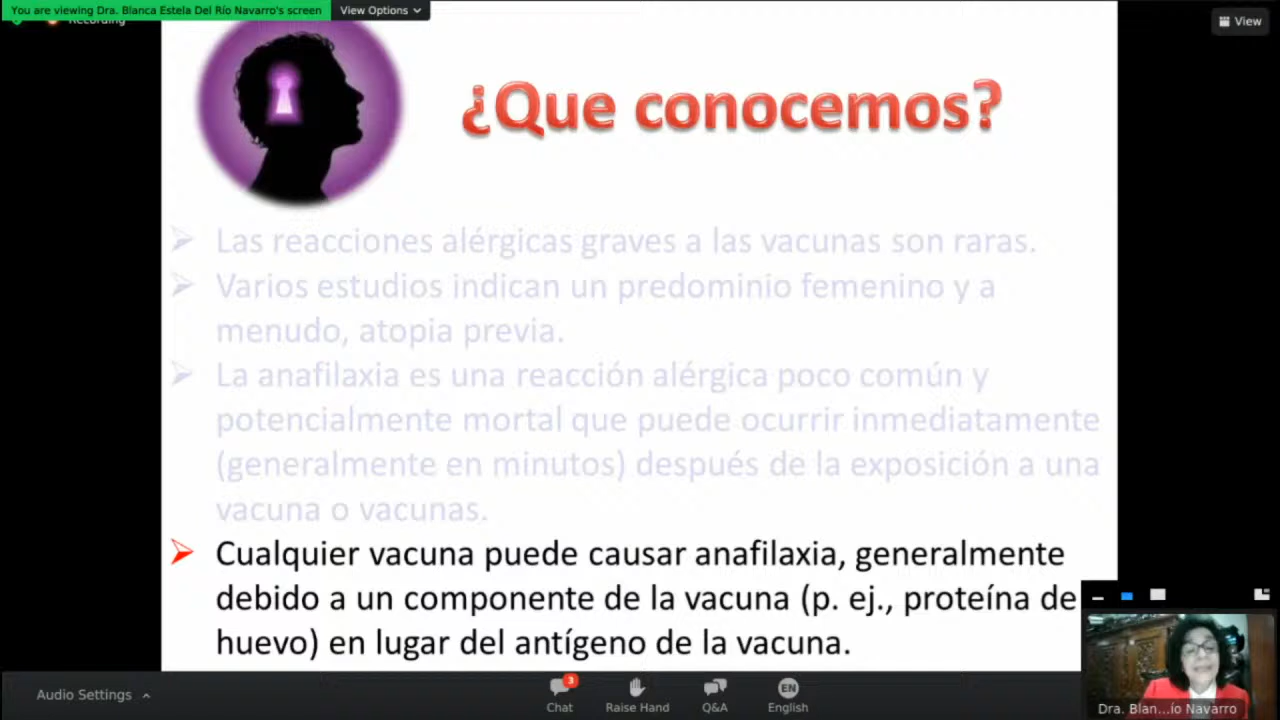 You are viewing Dra. Blanca Estela Del Río Navarro's screen
View Options
Recording
View
¿Que conocemos?
Las reacciones alérgicas graves a las vacunas son raras.
Varios estudios indican un predominio femenino y a
menudo, atopia previa.
La anafilaxia es una reacción alérgica poco común y
potencialmente mortal que puede ocurrir inmediatamente
(generalmente en minutos) después de la exposición a una
vacuna o vacunas.
Cualquier vacuna puede causar anafilaxia, generalmente
debido a un componente de la vacuna (p. ej., proteína de
huevo) en lugar del antígeno de la vacuna.
Dra. Blan...ío Navarro
Audio Settings
3
Chat
Raise Hand
Q&A
EN
English